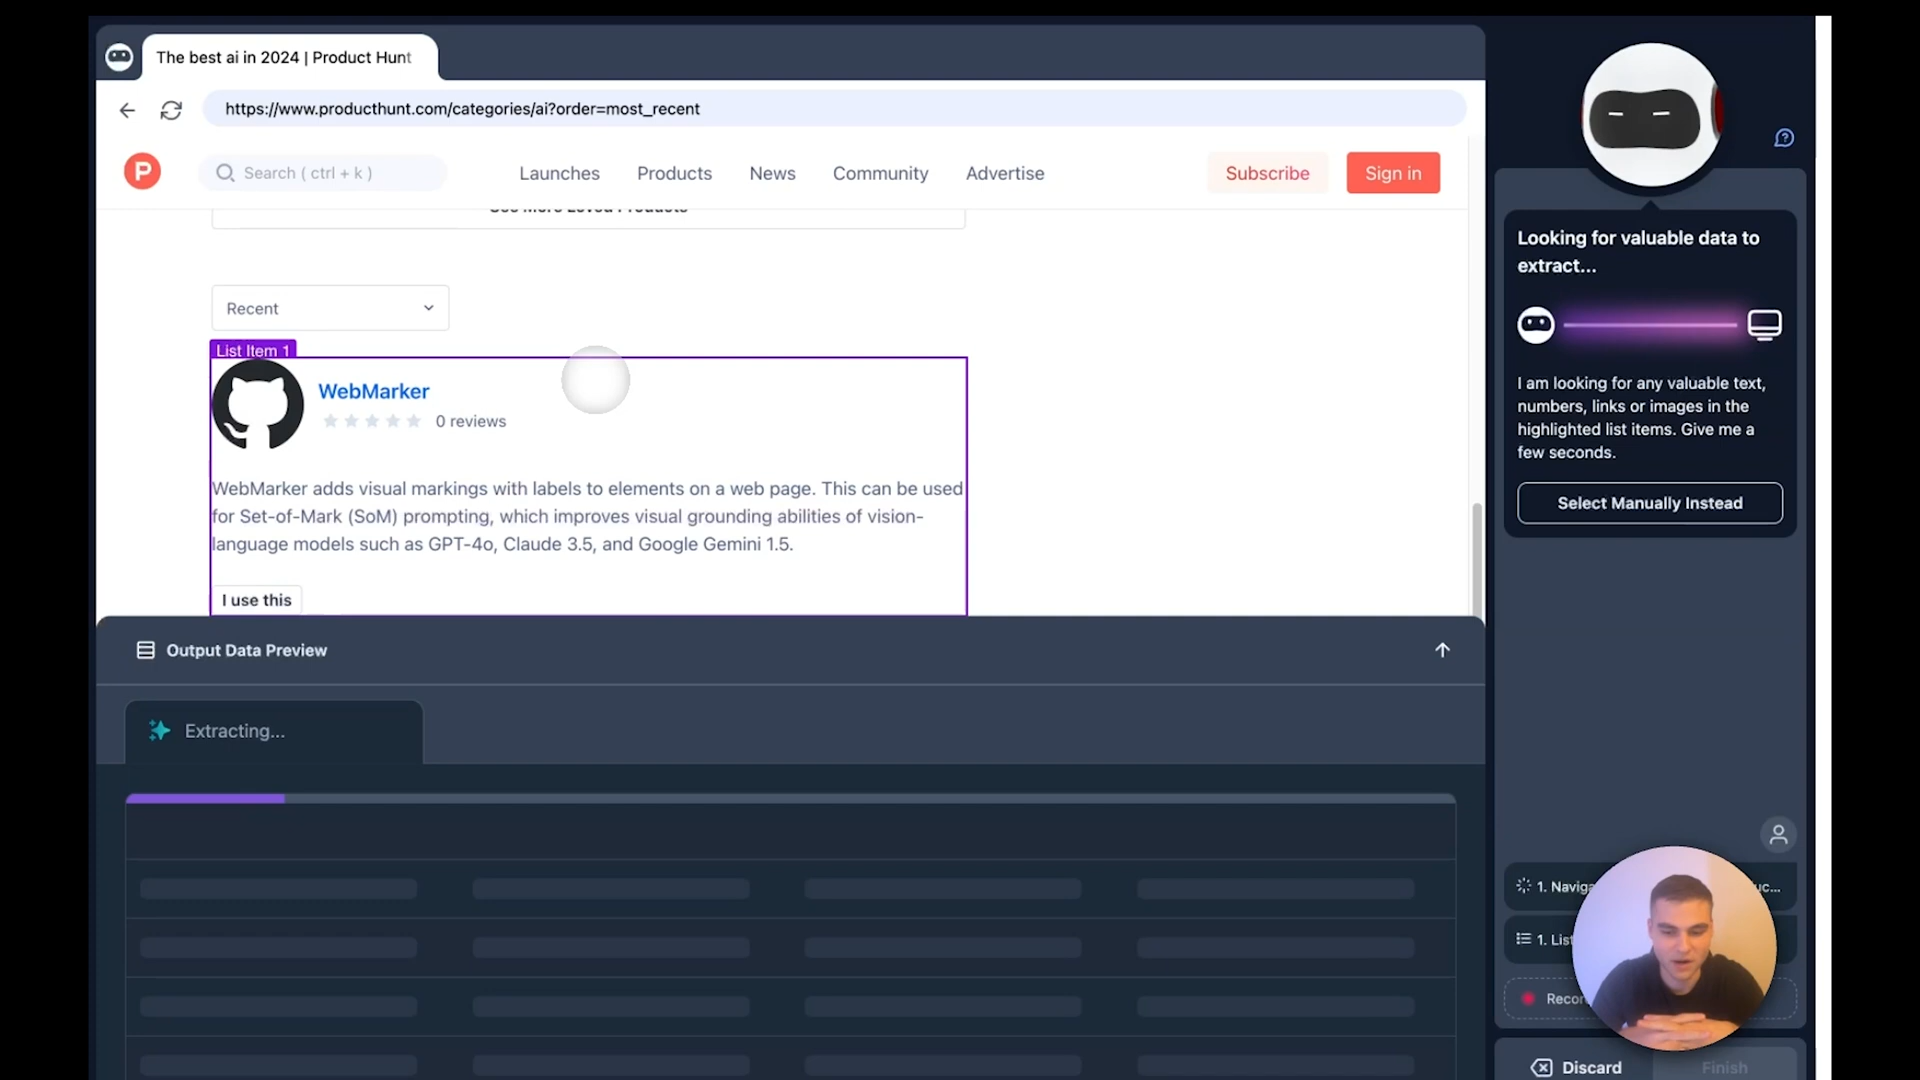 The best ai in 2024 | Product Hunt
https://www.producthunt.com/categories/ai?order=most_recent
P
Search ( ctrl + k )
Launches
Products
News
Community
Advertise
Subscribe
Sign in
See More Loved Products
Recent
List Item 1
WebMarker
0 reviews
WebMarker adds visual markings with labels to elements on a web page. This can be used
for Set-of-Mark (SoM) prompting, which improves visual grounding abilities of vision-
language models such as GPT-4o, Claude 3.5, and Google Gemini 1.5.
I use this
Output Data Preview
Extracting...
Looking for valuable data to
extract...
I am looking for any valuable text,
numbers, links or images in the
highlighted list items. Give me a
few seconds.
Select Manually Instead
1. Naviga uc...
1. List
Recor
Discard
Finish